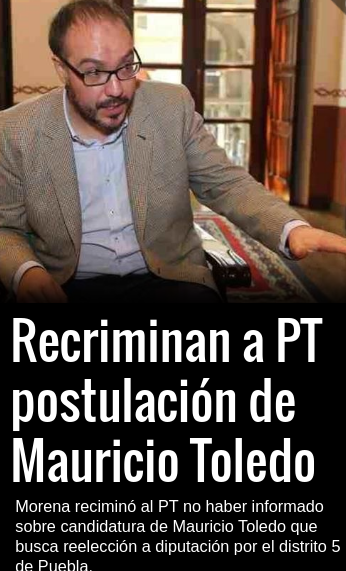 Recriminan a PT
postulación de
Mauricio Toledo
Morena reciminó al PT no haber informado
sobre candidatura de Mauricio Toledo que
busca reelección a diputación por el distrito 5
de Puebla.